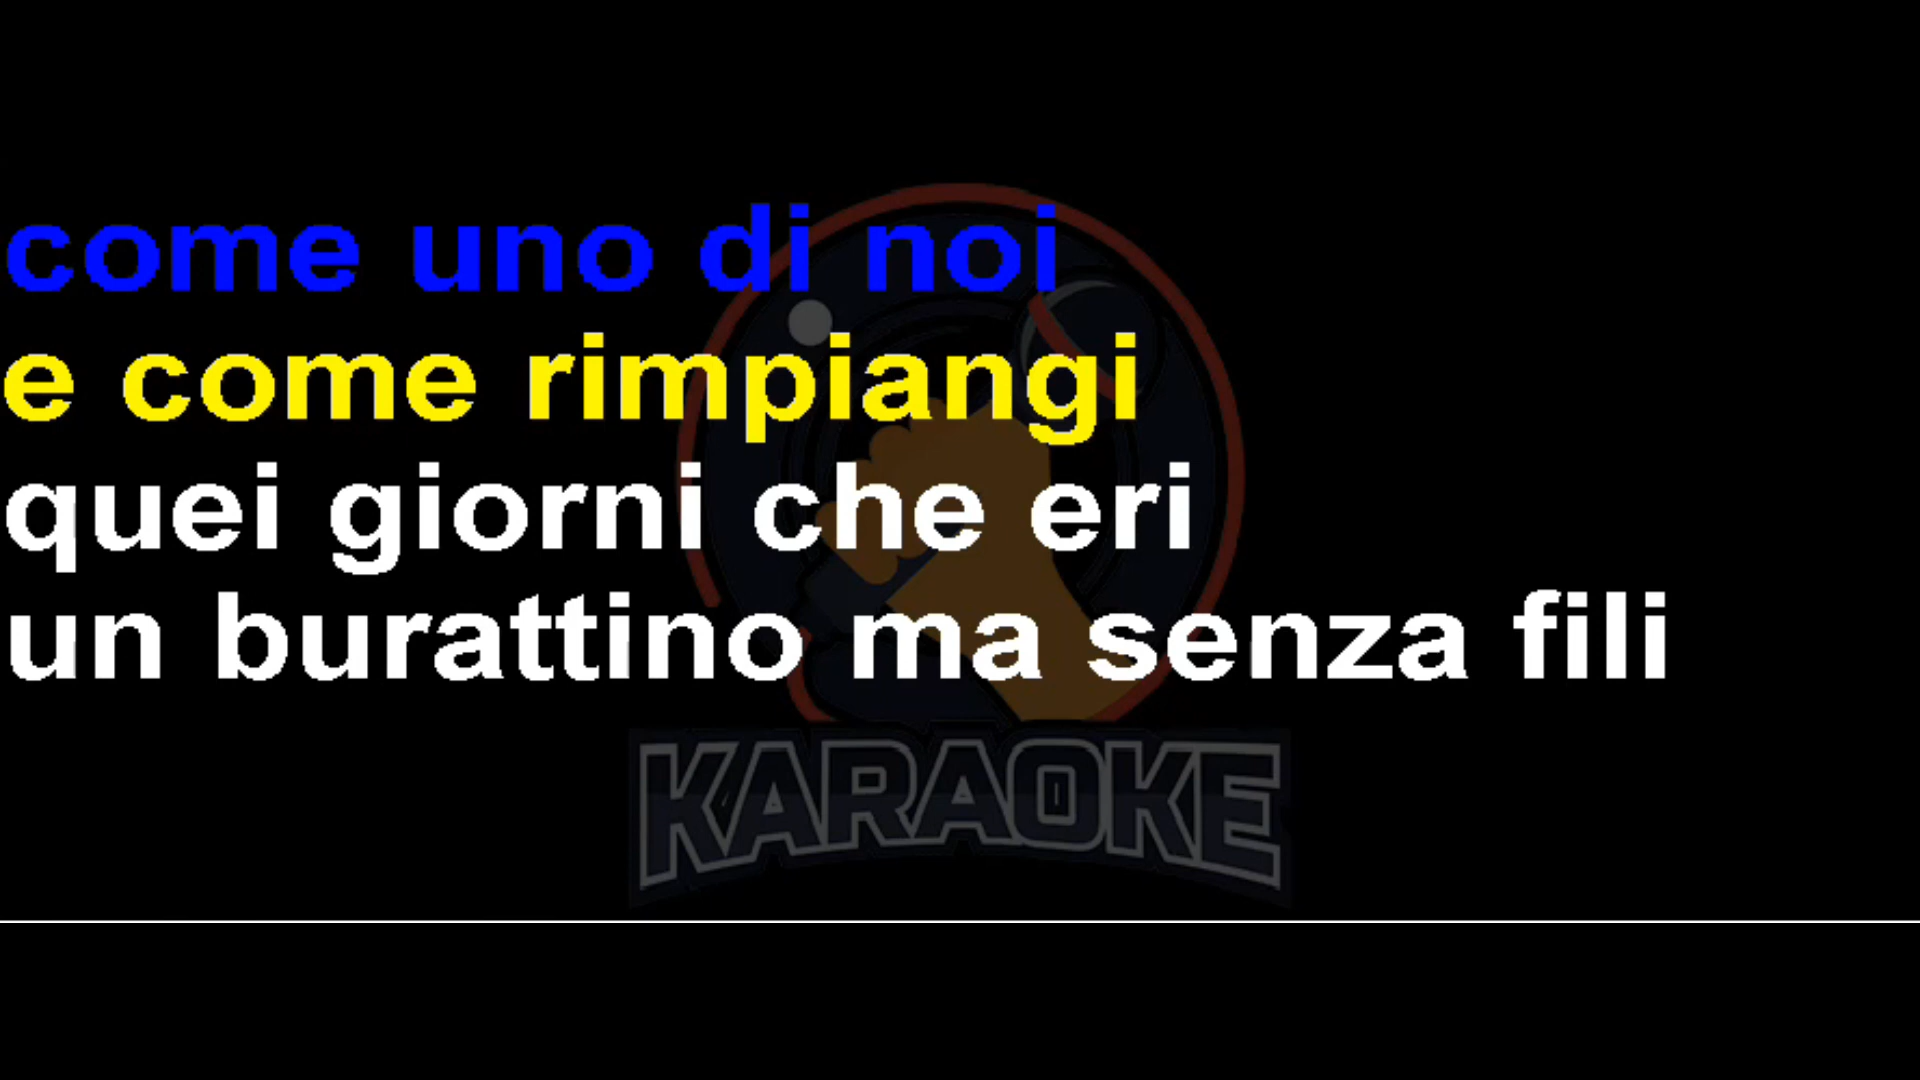 come uno di noi
e come rimpiangi
quei giorni che eri
un burattino ma senza fili
KARAOKE